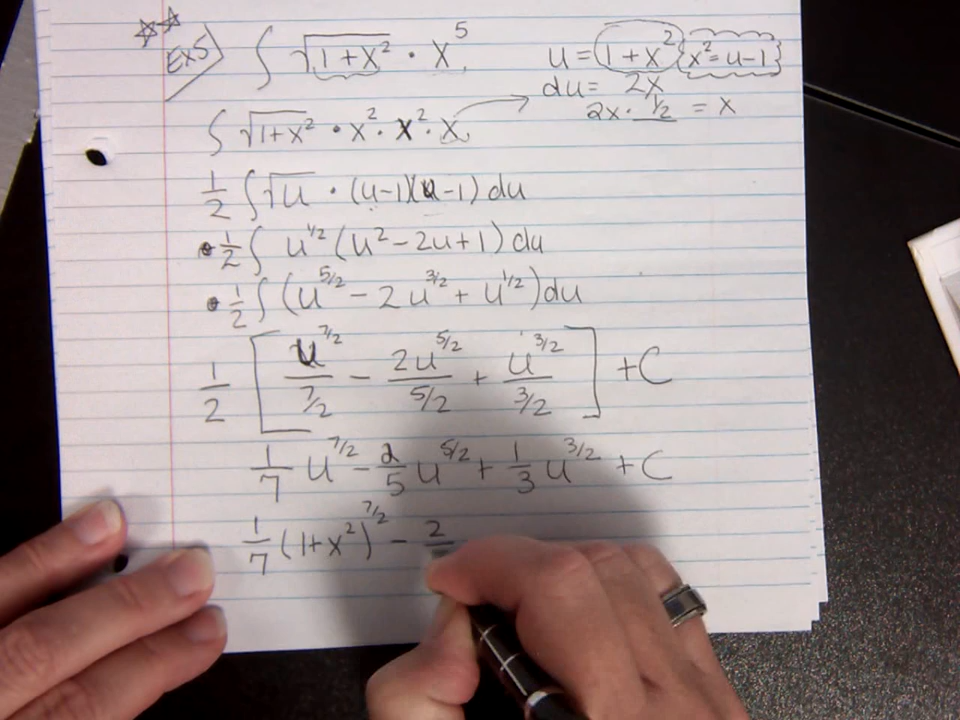 Ex5 ∫ √(1+x²) · x⁵ u = 1+x² x² = u-1
du = 2x
∫ √(1+x²) · x² · x² · x 2x · 1/2 = x
1/2 ∫ √u · (u-1)(u-1) du
• 1/2 ∫ u^(1/2) (u² - 2u + 1) du
• 1/2 ∫ (u^(5/2) - 2u^(3/2) + u^(1/2)) du
1/2 [ u^(7/2) / (7/2) - 2u^(5/2) / (5/2) + u^(3/2) / (3/2) ] + C
1/7 u^(7/2) - 2/5 u^(5/2) + 1/3 u^(3/2) + C
1/7 (1+x²)^(7/2) - 2/